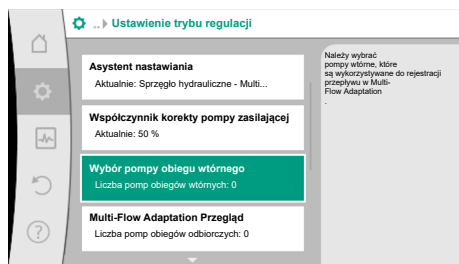 ..▶ Ustawienie trybu regulacji
Asystent nastawiania
Aktualnie: Sprzęgło hydrauliczne - Multi...
Współczynnik korekty pompy zasilającej
Aktualnie: 50 %
Wybór pompy obiegu wtórnego
Liczba pomp obiegów wtórnych: 0
Multi-Flow Adaptation Przegląd
Liczba pomp obiegów odbiorczych: 0
Należy wybrać
pompy wtórne, które
są wykorzystywane do rejestracji
przepływu w Multi-
Flow Adaptation
.